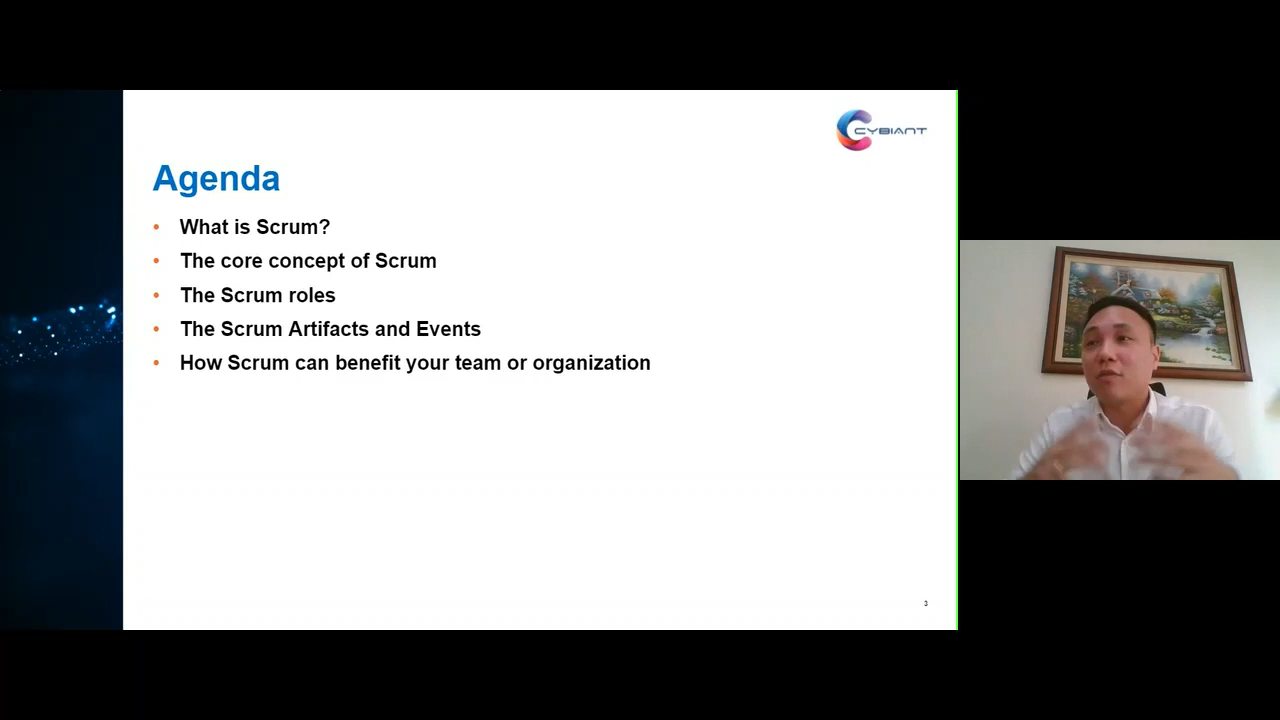 CYBIANT
Agenda
• What is Scrum?
• The core concept of Scrum
• The Scrum roles
• The Scrum Artifacts and Events
• How Scrum can benefit your team or organization
3